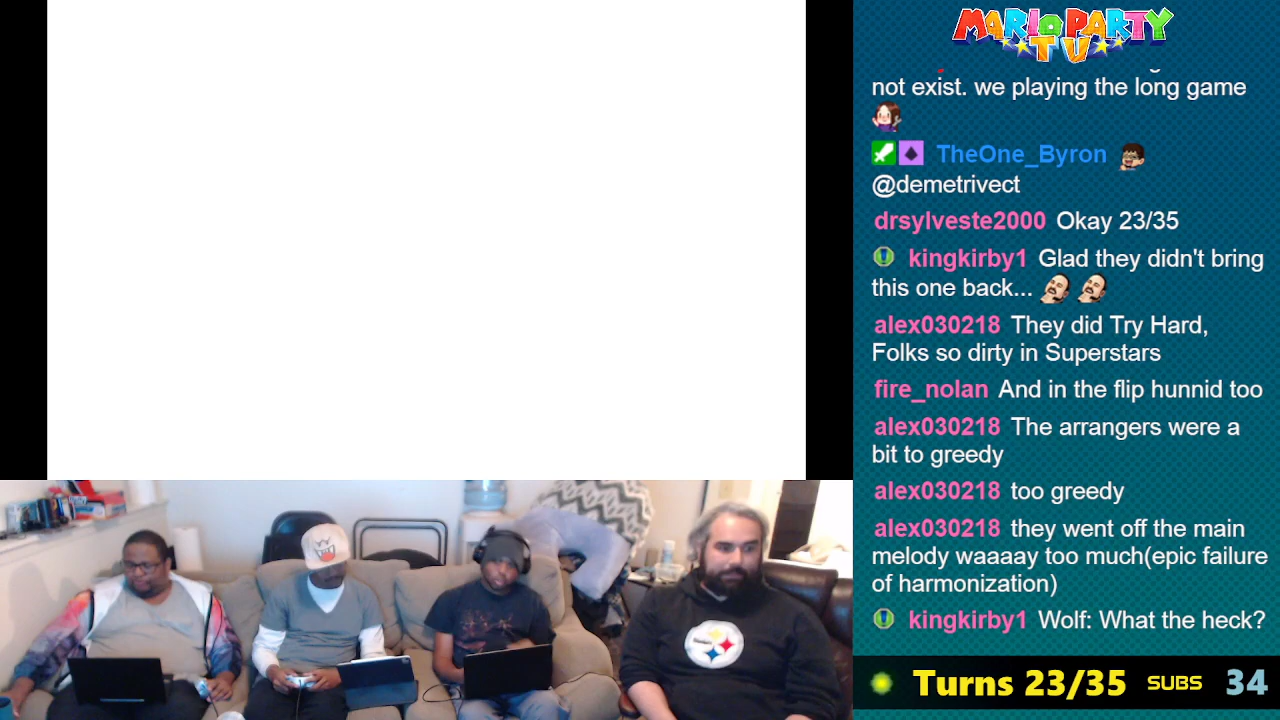 MARIO PARTY
TV
not exist. we playing the long game
TheOne_Byron
@demetrivect
drsylveste2000 Okay 23/35
kingkirby1 Glad they didn't bring
this one back...
alex030218 They did Try Hard,
Folks so dirty in Superstars
fire_nolan And in the flip hunnid too
alex030218 The arrangers were a
bit to greedy
alex030218 too greedy
alex030218 they went off the main
melody waaaay too much(epic failure
of harmonization)
kingkirby1 Wolf: What the heck?
Turns 23/35 SUBS 34